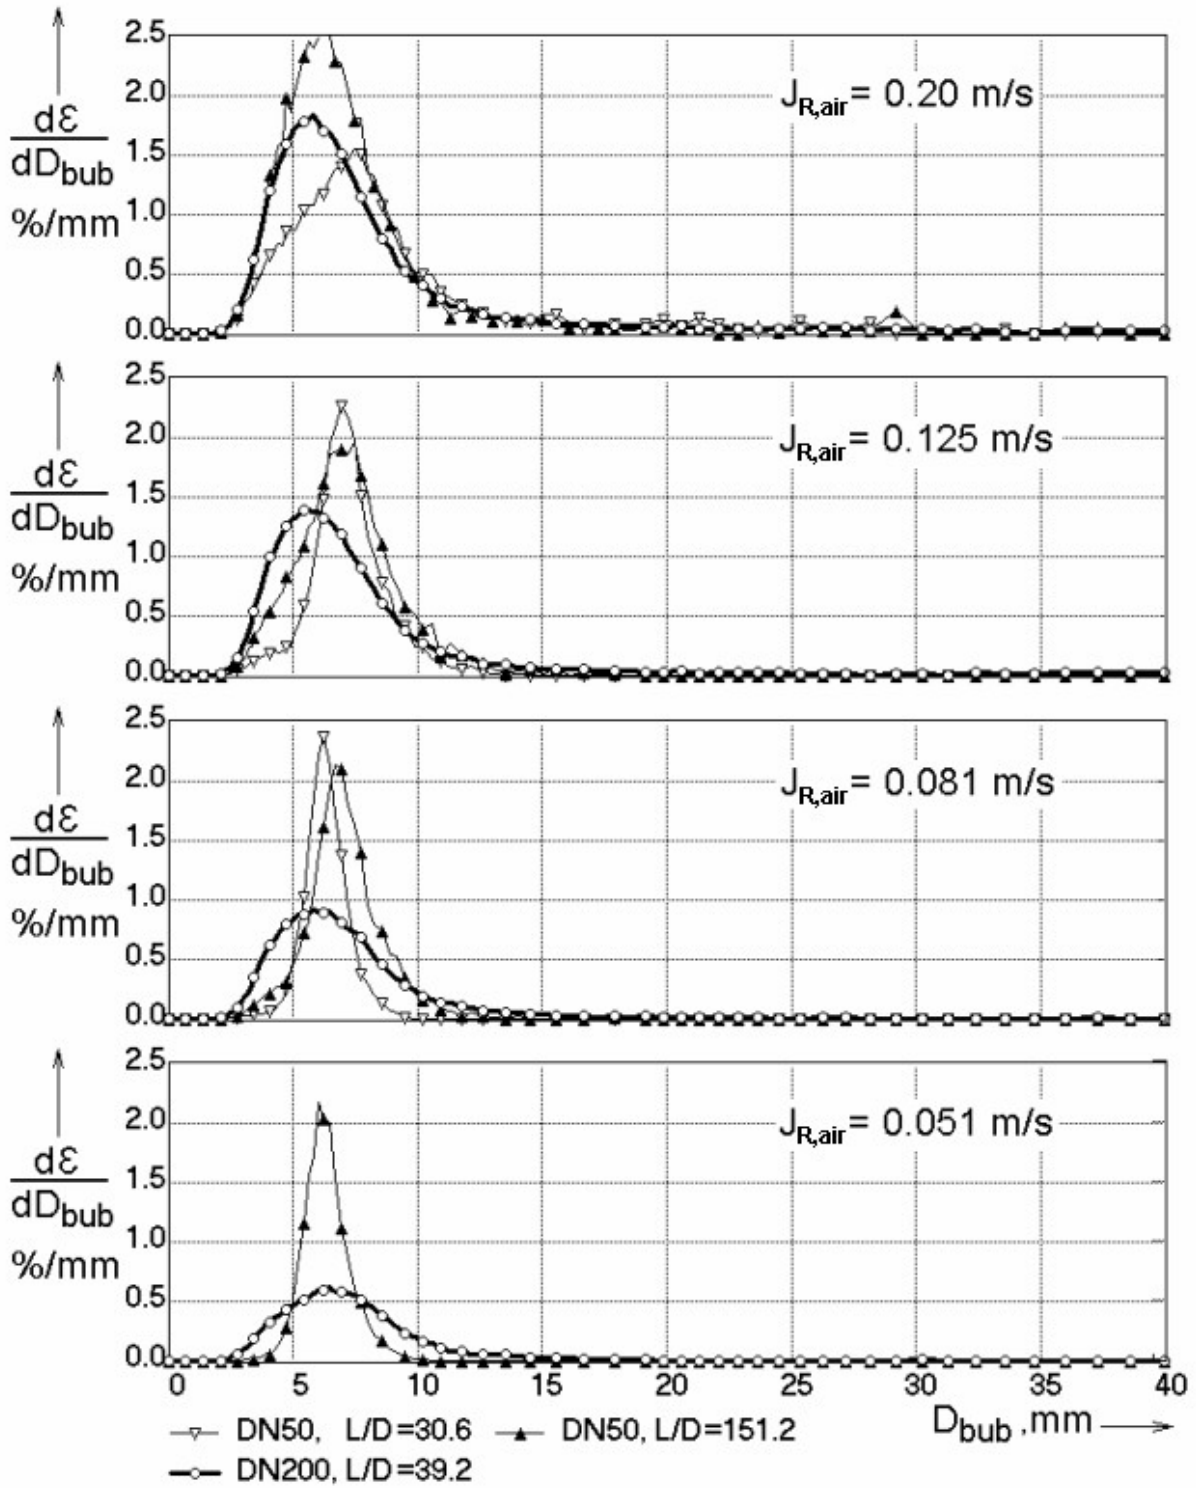 2.5
J_R,air = 0.20 m/s
2.0
dε
dD_bub
1.5
%/mm
1.0
0.5
0.0
2.5
J_R,air = 0.125 m/s
2.0
dε
dD_bub
1.5
%/mm
1.0
0.5
0.0
2.5
J_R,air = 0.081 m/s
2.0
dε
dD_bub
1.5
%/mm
1.0
0.5
0.0
2.5
J_R,air = 0.051 m/s
2.0
dε
dD_bub
1.5
%/mm
1.0
0.5
0.0
0 5 10 15 20 25 30 35 40
D_bub ,mm
DN50, L/D=30.6 DN50, L/D=151.2
DN200, L/D=39.2